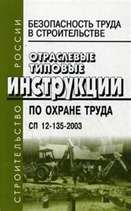 БЕЗОПАСНОСТЬ ТРУДА
В СТРОИТЕЛЬСТВЕ
ОТРАСЛЕВЫЕ ТИПОВЫЕ
ИНСТРУКЦИИ
ПО ОХРАНЕ ТРУДА
СП 12-135-2003
СТРОИТЕЛЬСТВО РОССИИ